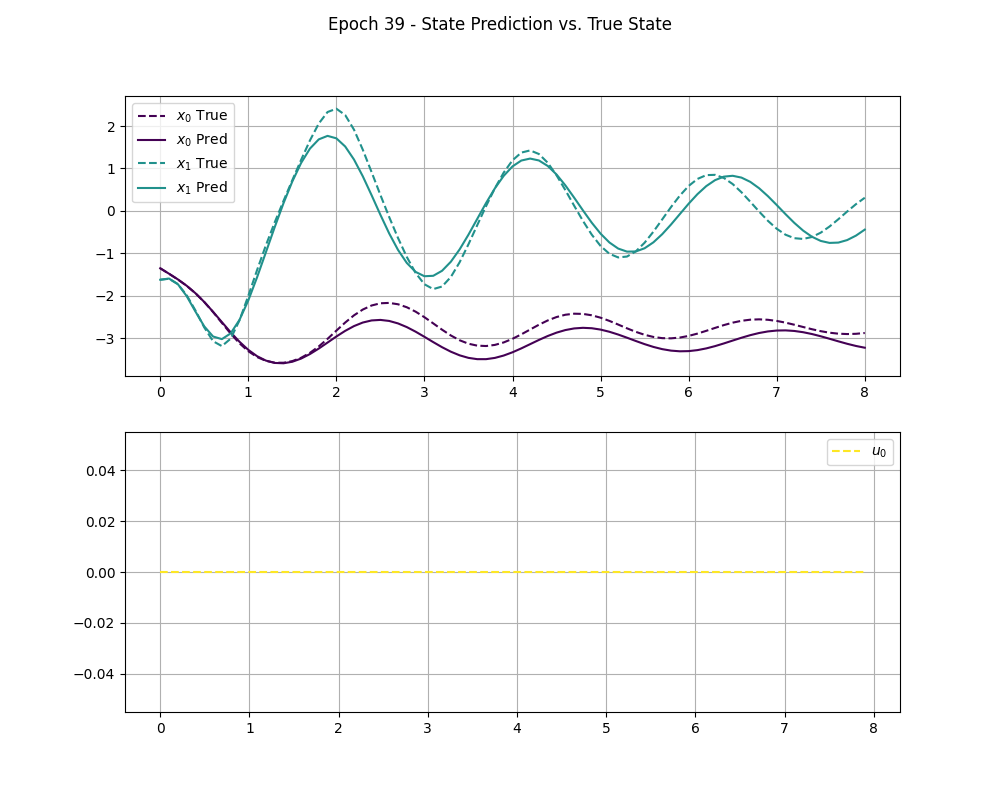 Epoch 39 - State Prediction vs. True State
x₀ True
x₀ Pred
x₁ True
x₁ Pred
2
1
0
−1
−2
−3
0 1 2 3 4 5 6 7 8
u₀
0.04
0.02
0.00
−0.02
−0.04
0 1 2 3 4 5 6 7 8